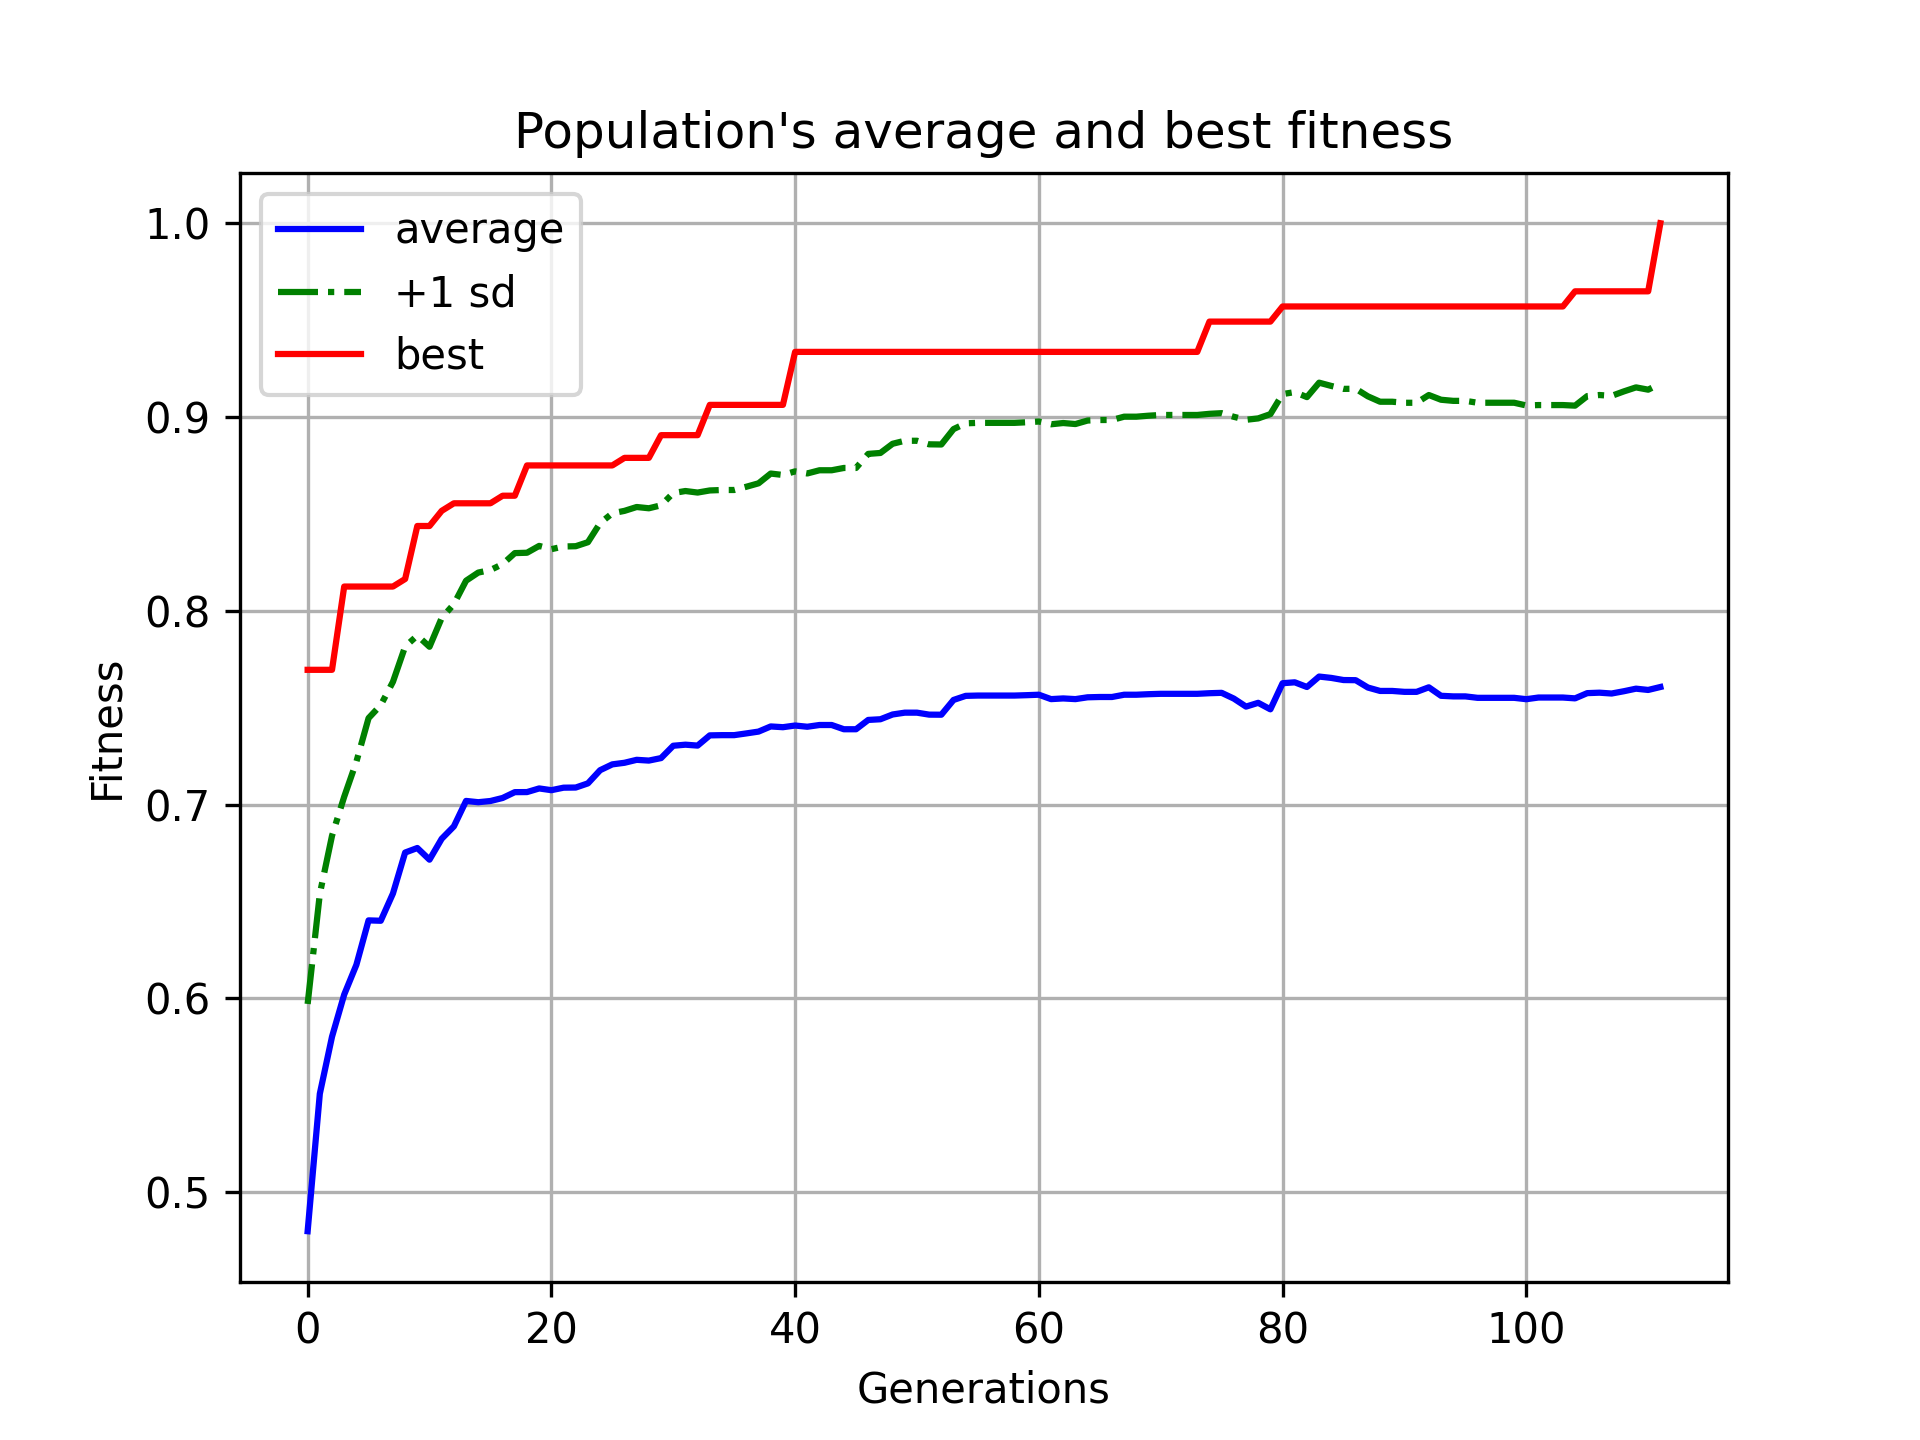 Population's average and best fitness
average
+1 sd
best
1.0
0.9
0.8
0.7
0.6
0.5
Fitness
0 20 40 60 80 100
Generations